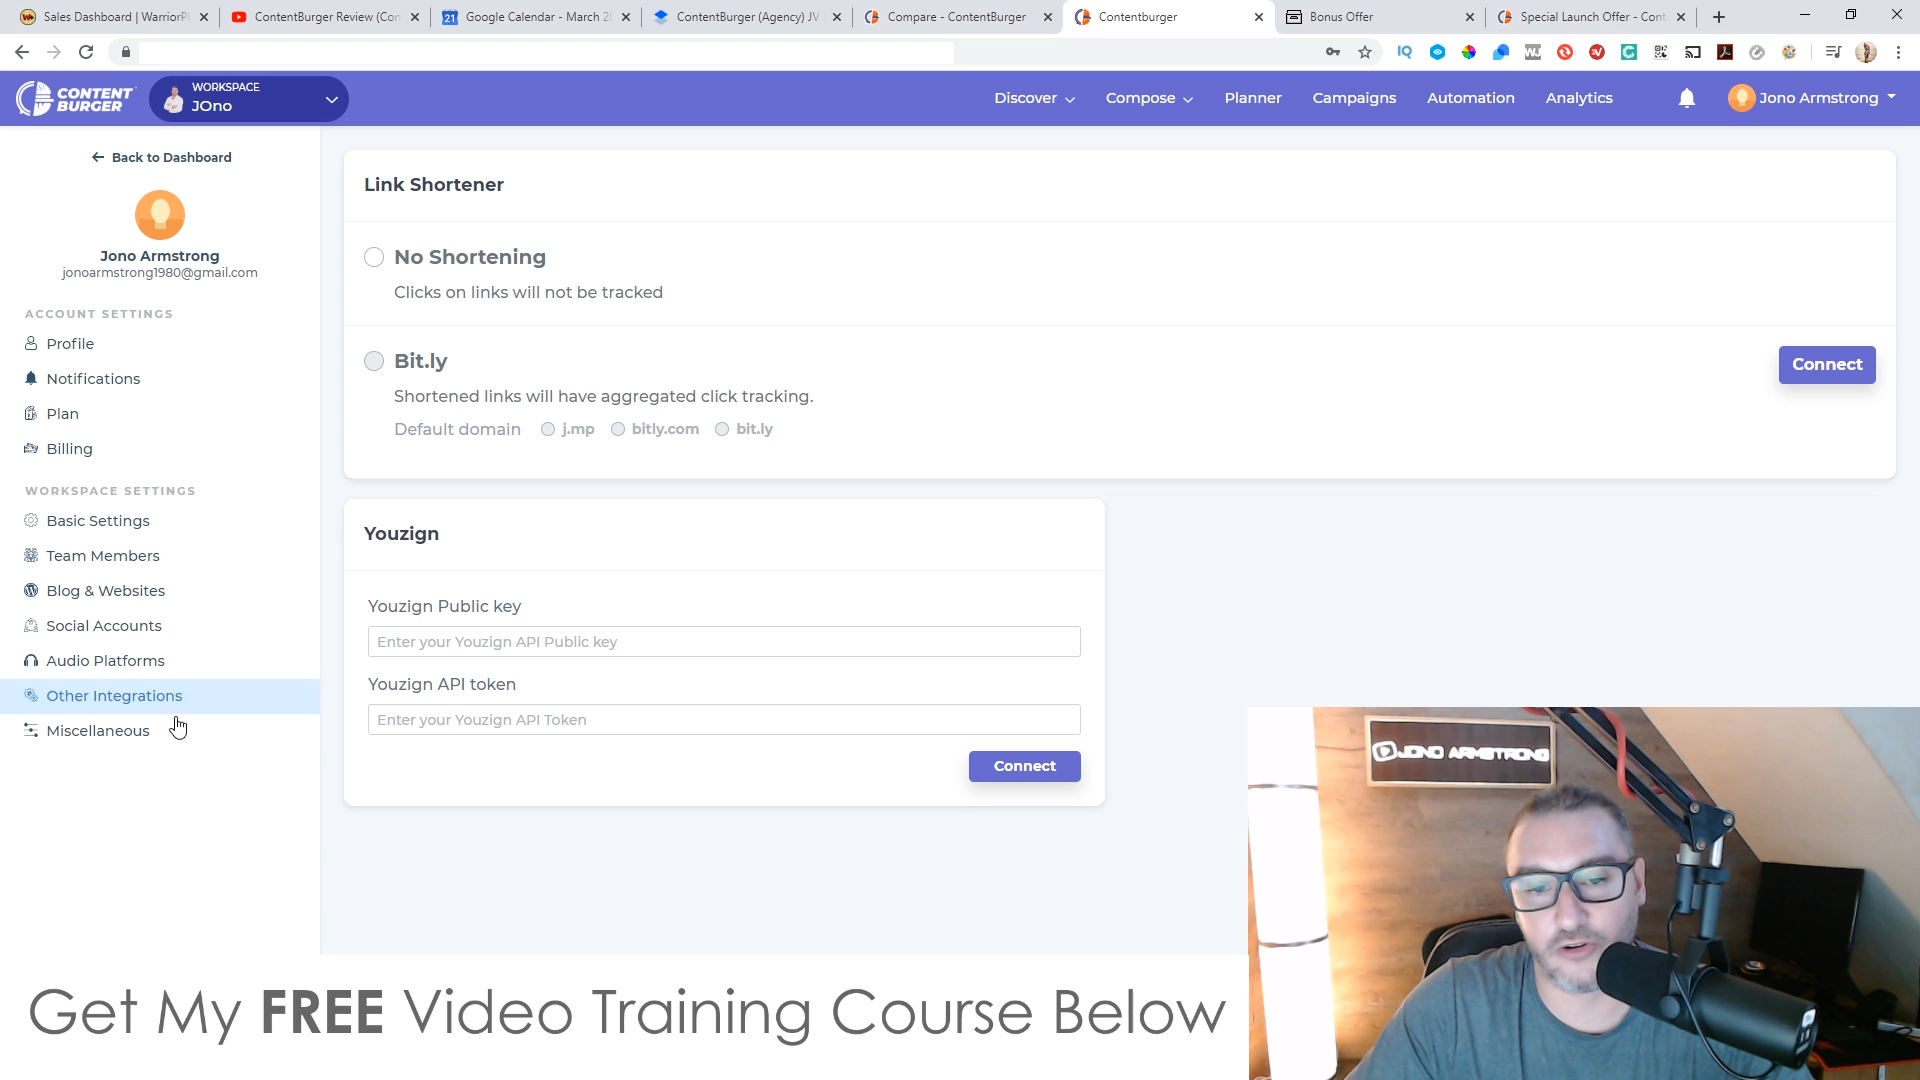 Sales Dashboard | WarriorPl
ContentBurger Review (Con
Google Calendar - March 20
ContentBurger (Agency) JV
Compare - ContentBurger
Contentburger
Bonus Offer
Special Launch Offer - Cont
CONTENT BURGER
WORKSPACE
JOno
Discover
Compose
Planner
Campaigns
Automation
Analytics
Jono Armstrong
Back to Dashboard
Jono Armstrong
jonoarmstrong1980@gmail.com
ACCOUNT SETTINGS
Profile
Notifications
Plan
Billing
WORKSPACE SETTINGS
Basic Settings
Team Members
Blog & Websites
Social Accounts
Audio Platforms
Other Integrations
Miscellaneous
Link Shortener
No Shortening
Clicks on links will not be tracked
Bit.ly
Connect
Shortened links will have aggregated click tracking.
Default domain j.mp bitly.com bit.ly
Youzign
Youzign Public key
Enter your Youzign API Public key
Youzign API token
Enter your Youzign API Token
Connect
JONO ARMSTRONG
Get My FREE Video Training Course Below